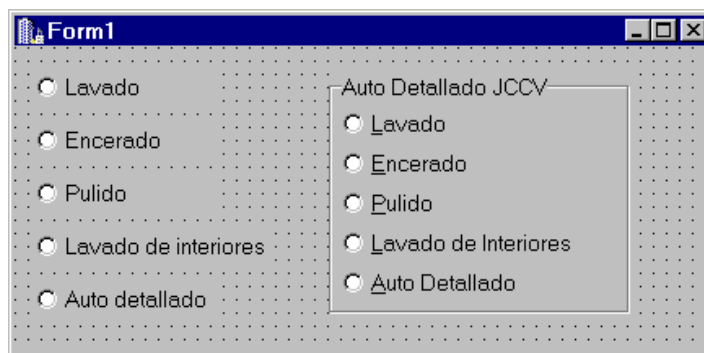 Form1
Lavado
Encerado
Pulido
Lavado de interiores
Auto detallado
Auto Detallado JCCV
Lavado
Encerado
Pulido
Lavado de Interiores
Auto Detallado